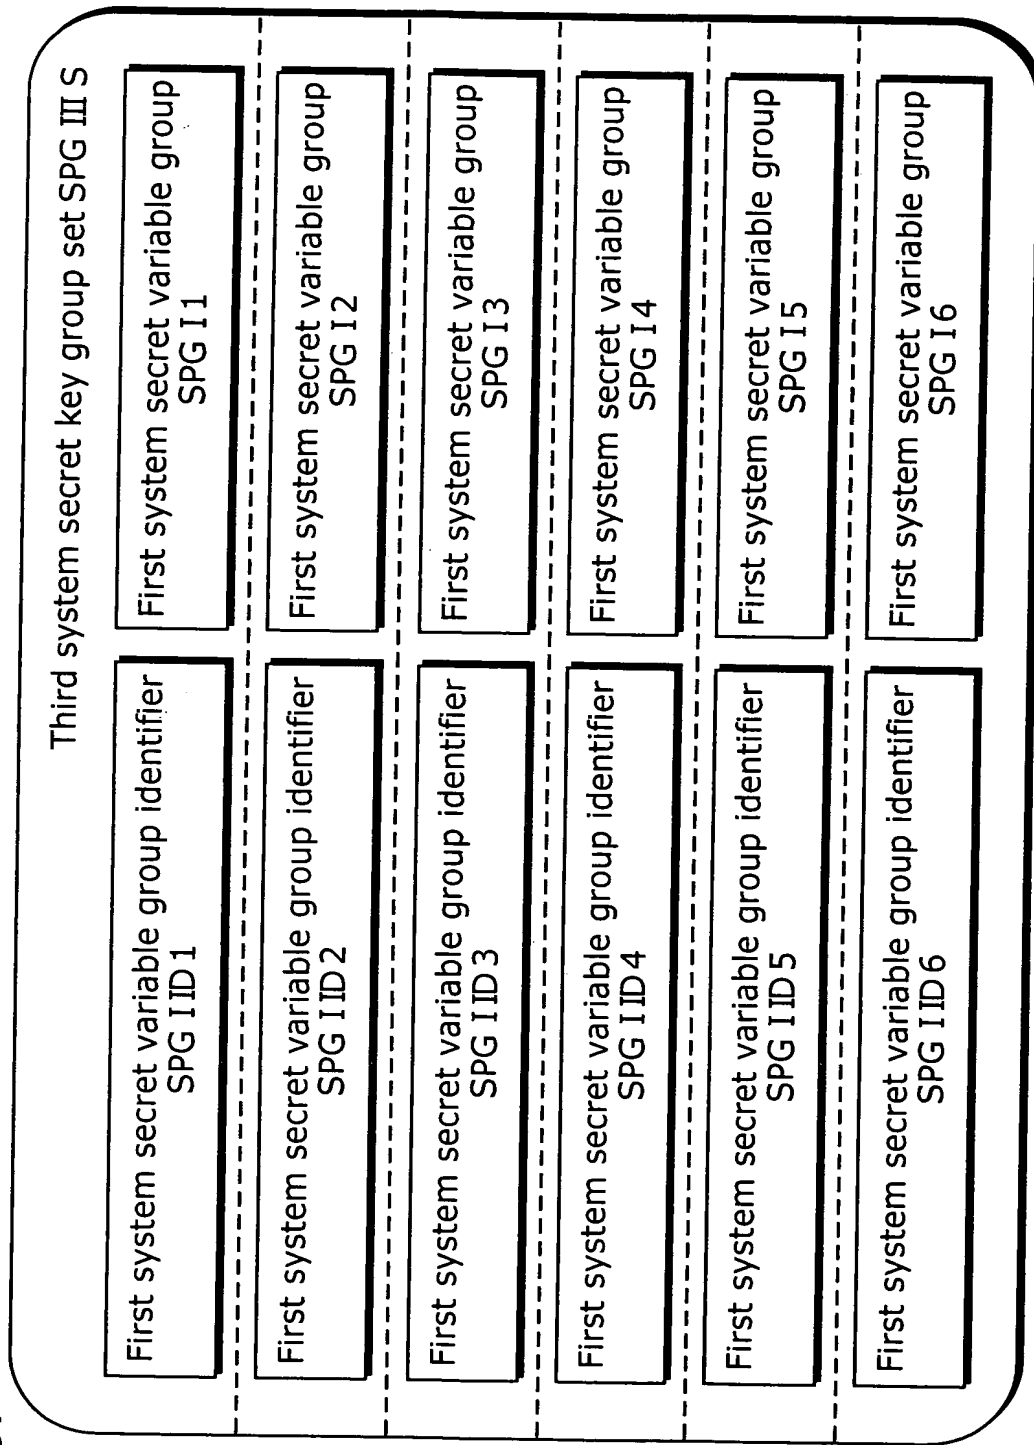 Third system secret key group set SPG III S
First system secret variable group identifier
SPG I ID 1
First system secret variable group
SPG I 1
First system secret variable group identifier
SPG I ID 2
First system secret variable group
SPG I 2
First system secret variable group identifier
SPG I ID 3
First system secret variable group
SPG I 3
First system secret variable group identifier
SPG I ID 4
First system secret variable group
SPG I 4
First system secret variable group identifier
SPG I ID 5
First system secret variable group
SPG I 5
First system secret variable group identifier
SPG I ID 6
First system secret variable group
SPG I 6